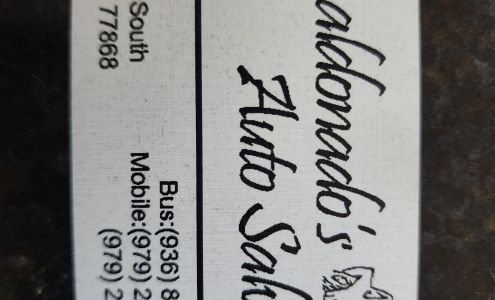 aldonado's
Auto Sal
South
77868
Bus:(936) 8
Mobile:(979) 2
(979) 2